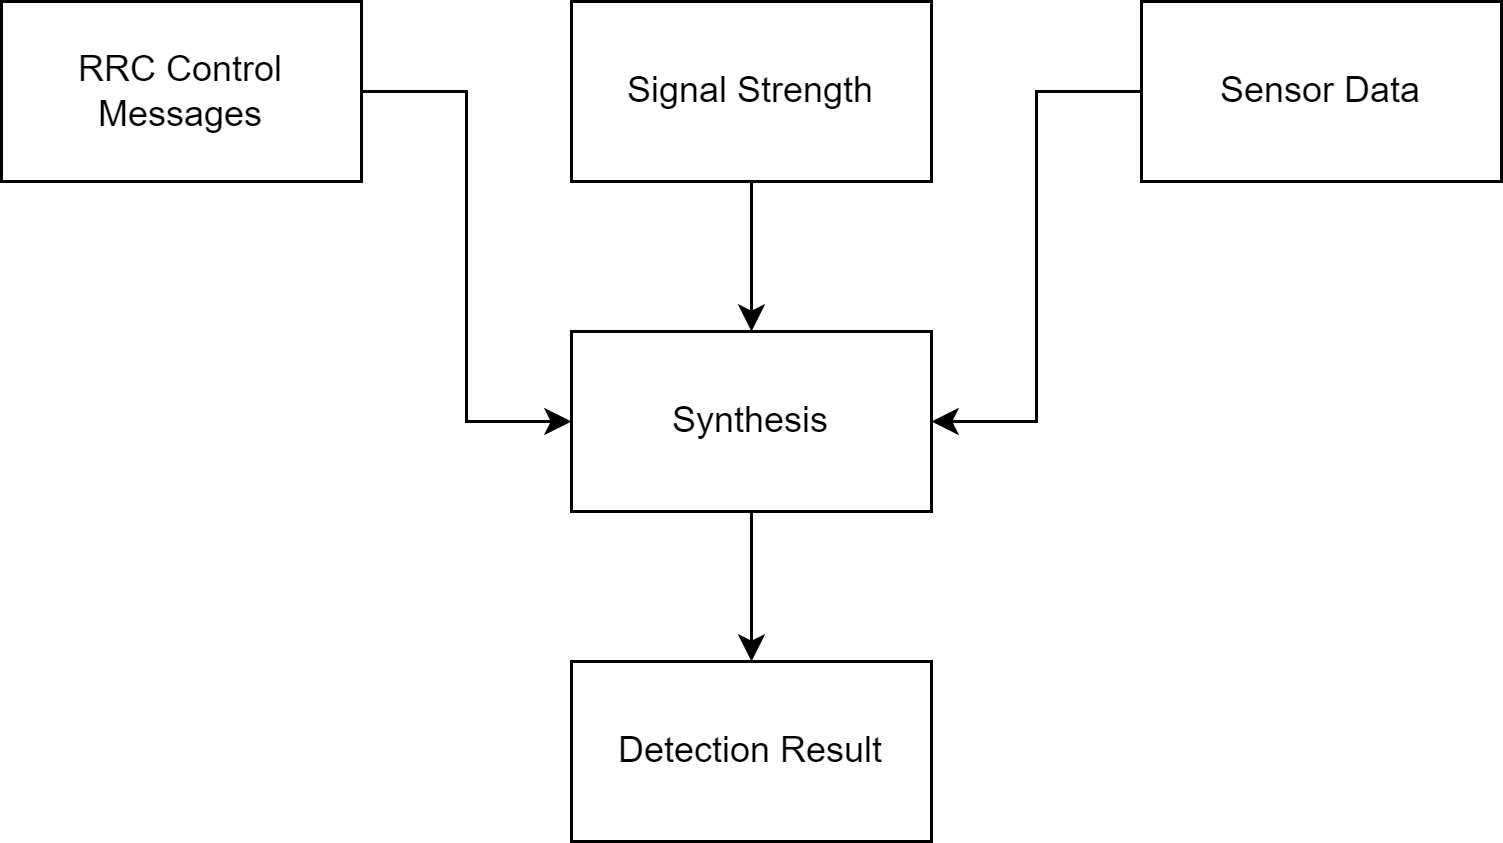 RRC Control
Messages
Signal Strength
Sensor Data
Synthesis
Detection Result